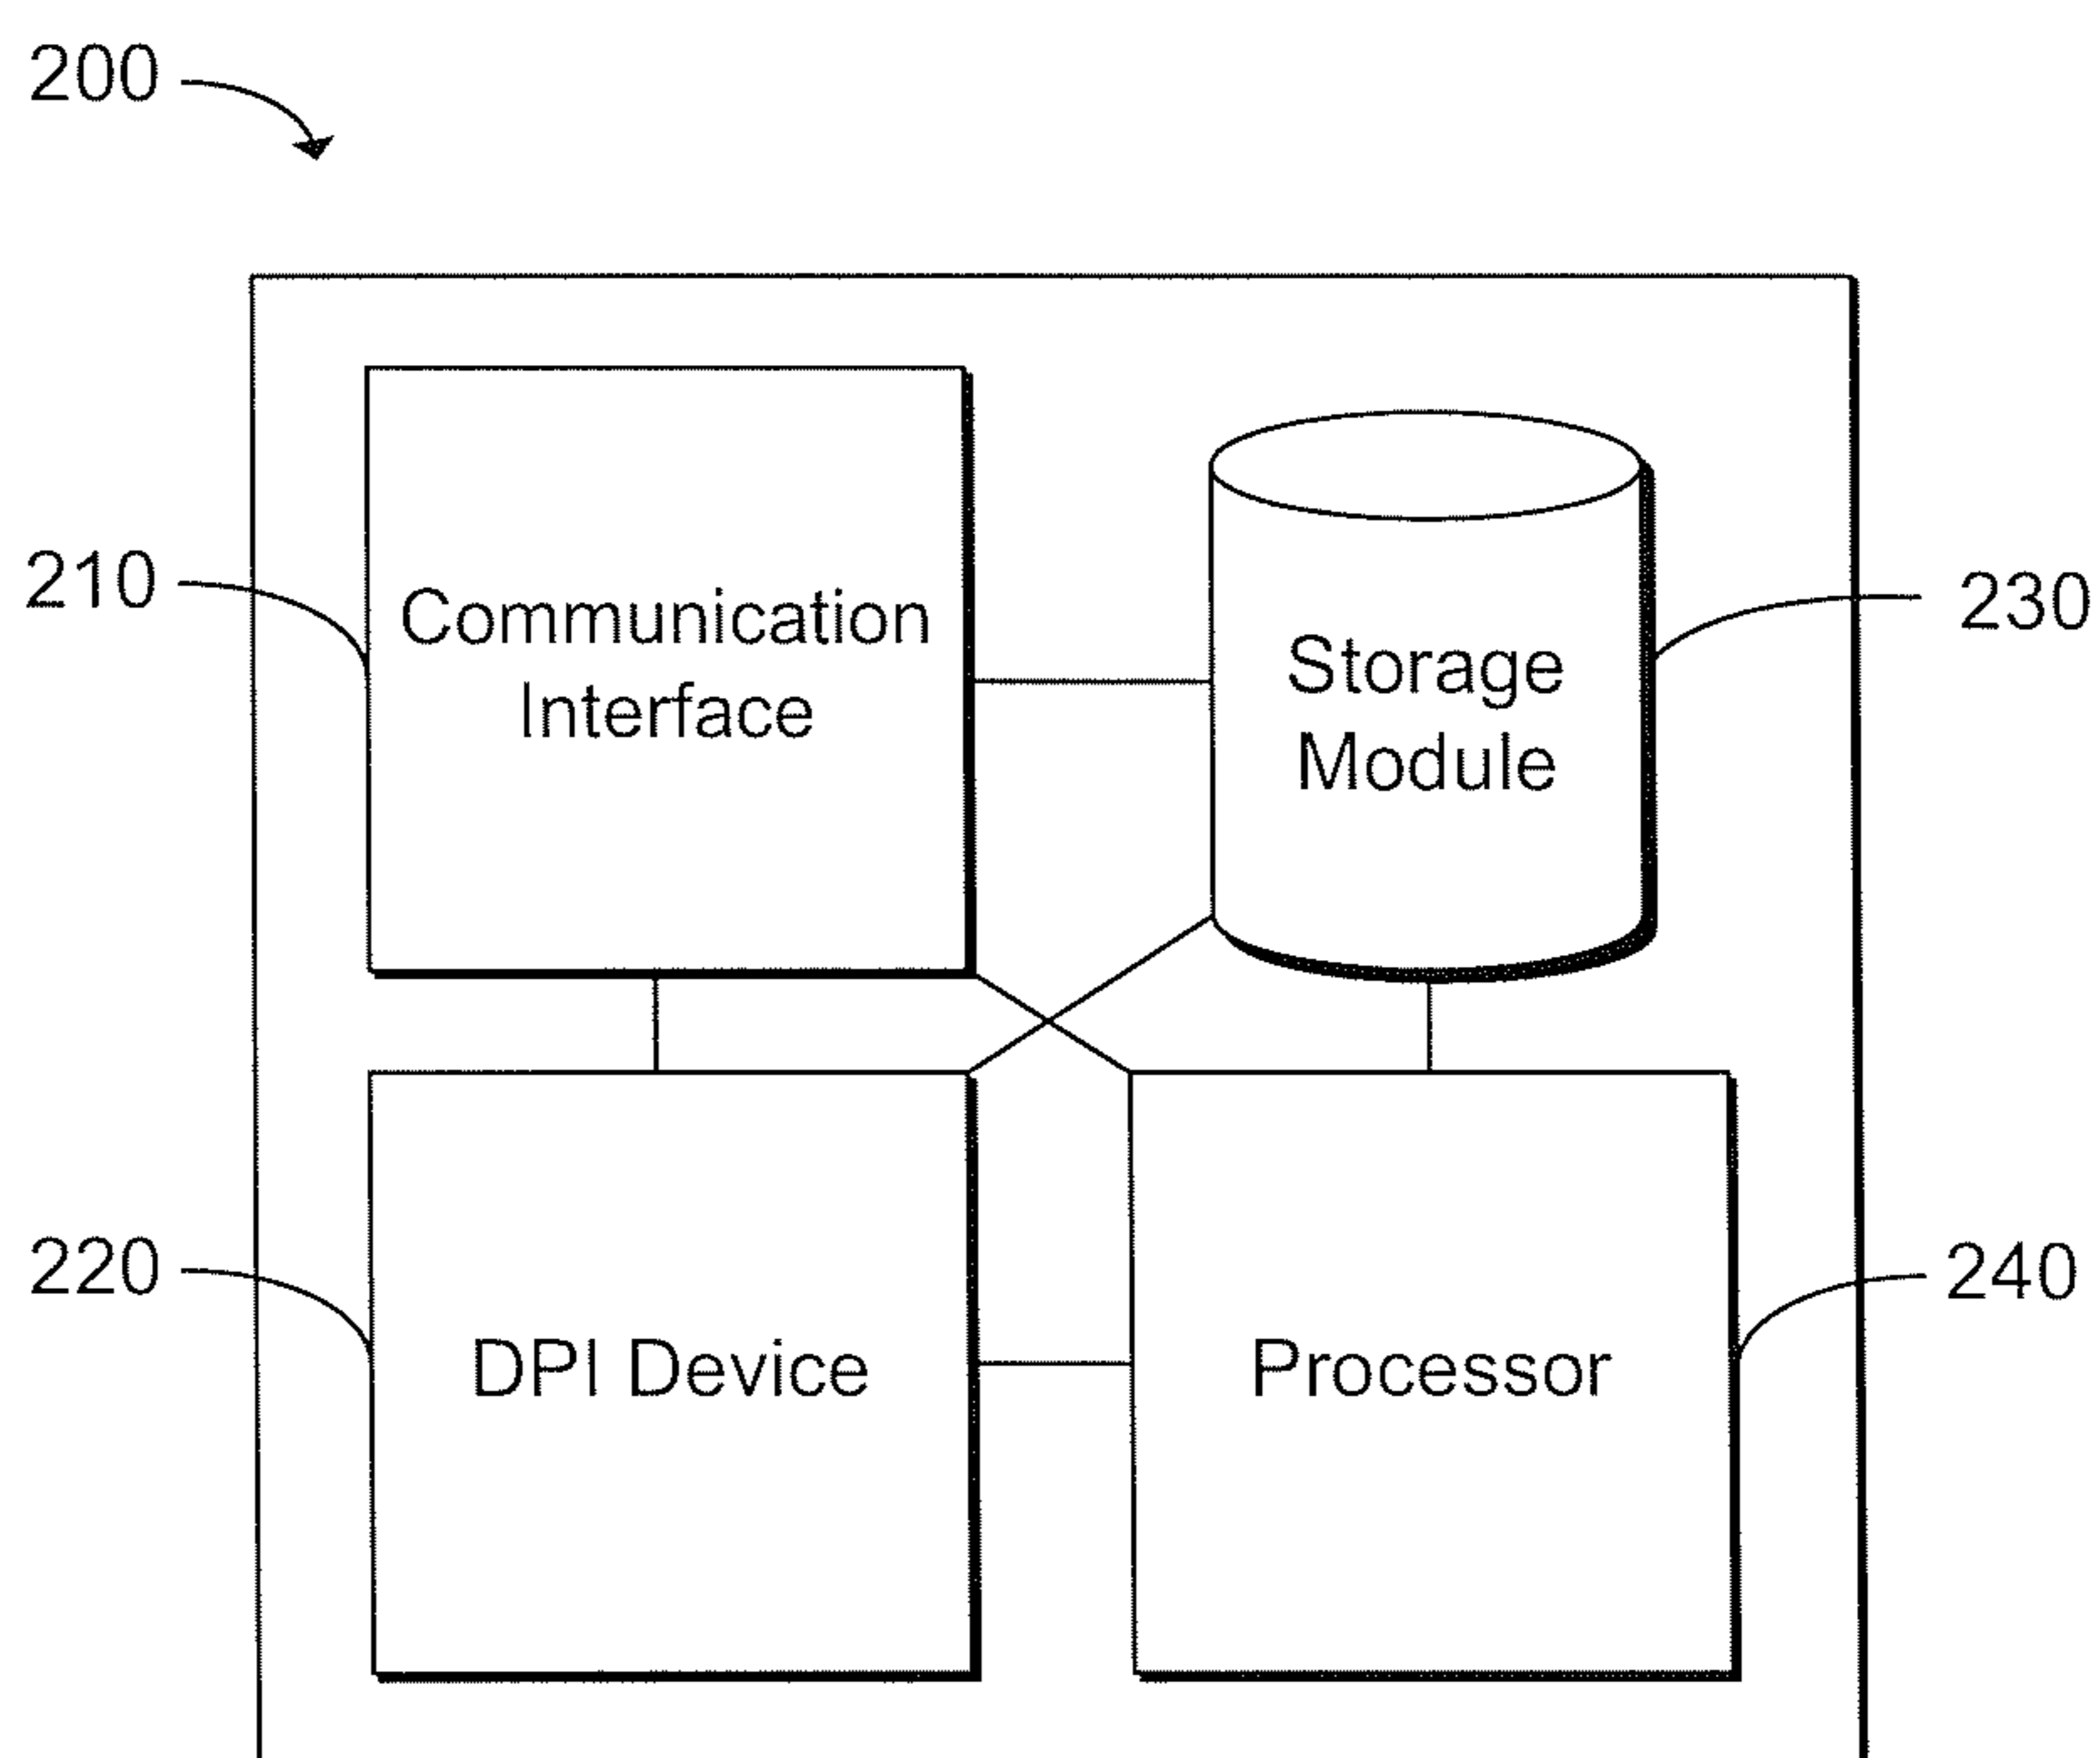 200
210
Communication
Interface
Storage
Module
230
220
DPI Device
Processor
240